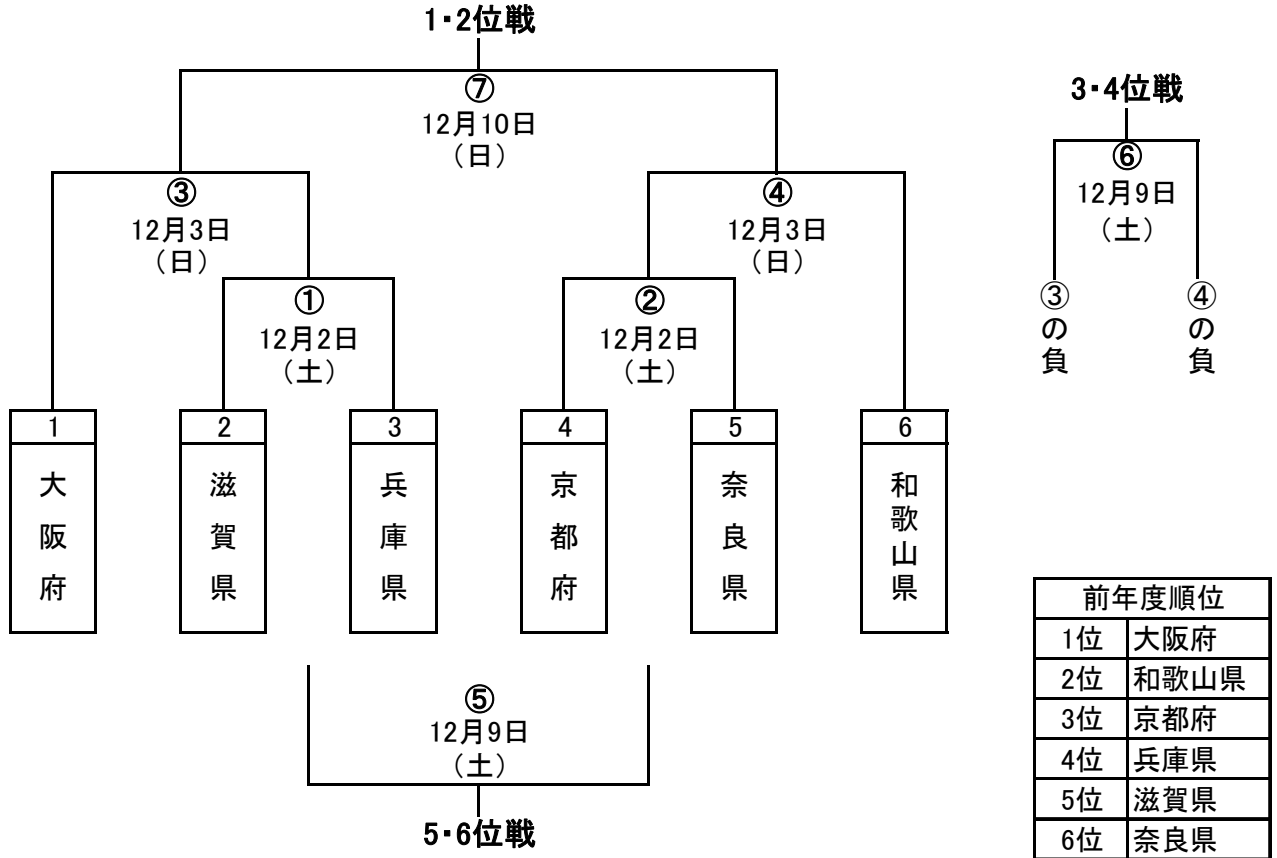 1・2位戦
⑦
12月10日
（日）
3・4位戦
⑥
12月9日
（土）
③の負
④の負
③
12月3日
（日）
④
12月3日
（日）
①
12月2日
（土）
②
12月2日
（土）
1
大阪府
2
滋賀県
3
兵庫県
4
京都府
5
奈良県
6
和歌山県
⑤
12月9日
（土）
5・6位戦
前年度順位
1位 大阪府
2位 和歌山県
3位 京都府
4位 兵庫県
5位 滋賀県
6位 奈良県